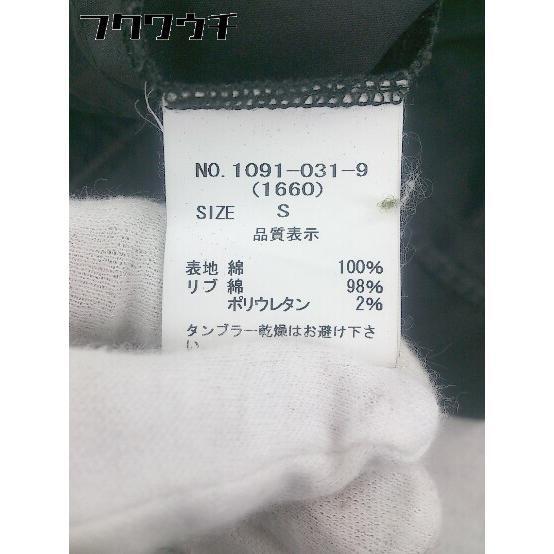 フクワウチ
NO.1091-031-9
(1660)
SIZE S
品質表示
表地 綿 100%
リブ 綿 98%
ポリウレタン 2%
タンブラー乾燥はお避け下さ
い